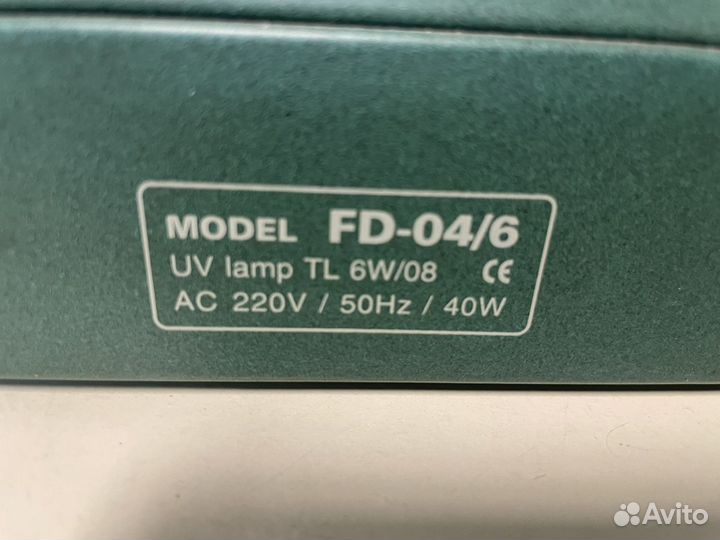 MODEL FD-04/6
UV lamp TL 6W/08 CE
AC 220V / 50Hz / 40W
Avito